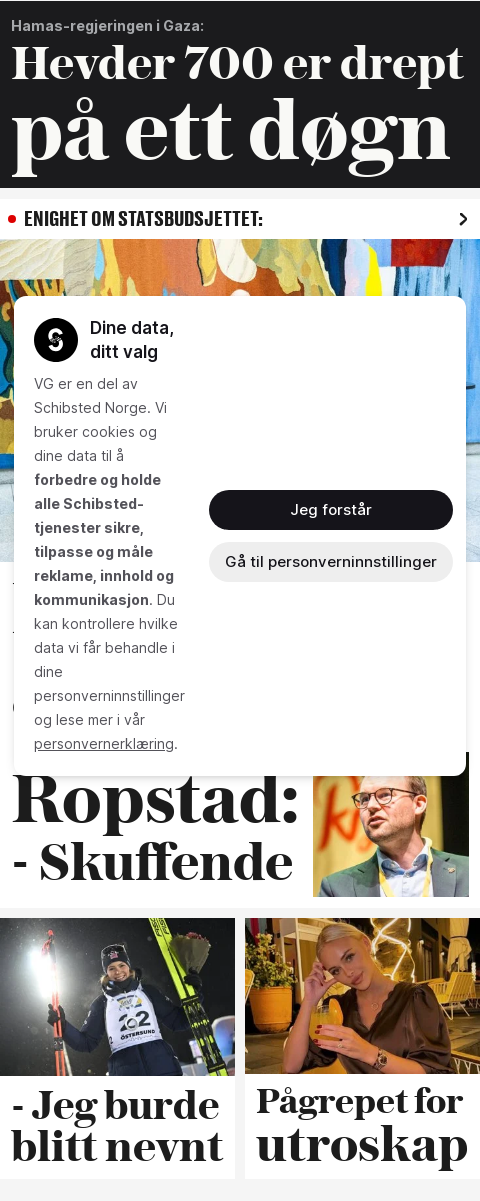 Hamas-regjeringen i Gaza:
Hevder 700 er drept
på ett døgn
ENIGHET OM STATSBUDSJETTET:
Dine data,
ditt valg
VG er en del av
Schibsted Norge. Vi
bruker cookies og
dine data til å
forbedre og holde
alle Schibsted-
tjenester sikre,
tilpasse og måle
reklame, innhold og
kommunikasjon. Du
kan kontrollere hvilke
data vi får behandle i
dine
personverninnstillinger
og lese mer i vår
personvernerklæring.
Jeg forstår
Gå til personverninnstillinger
Ropstad:
- Skuffende
ÖSTERSUND
- Jeg burde
blitt nevnt
Pågrepet for
utroskap